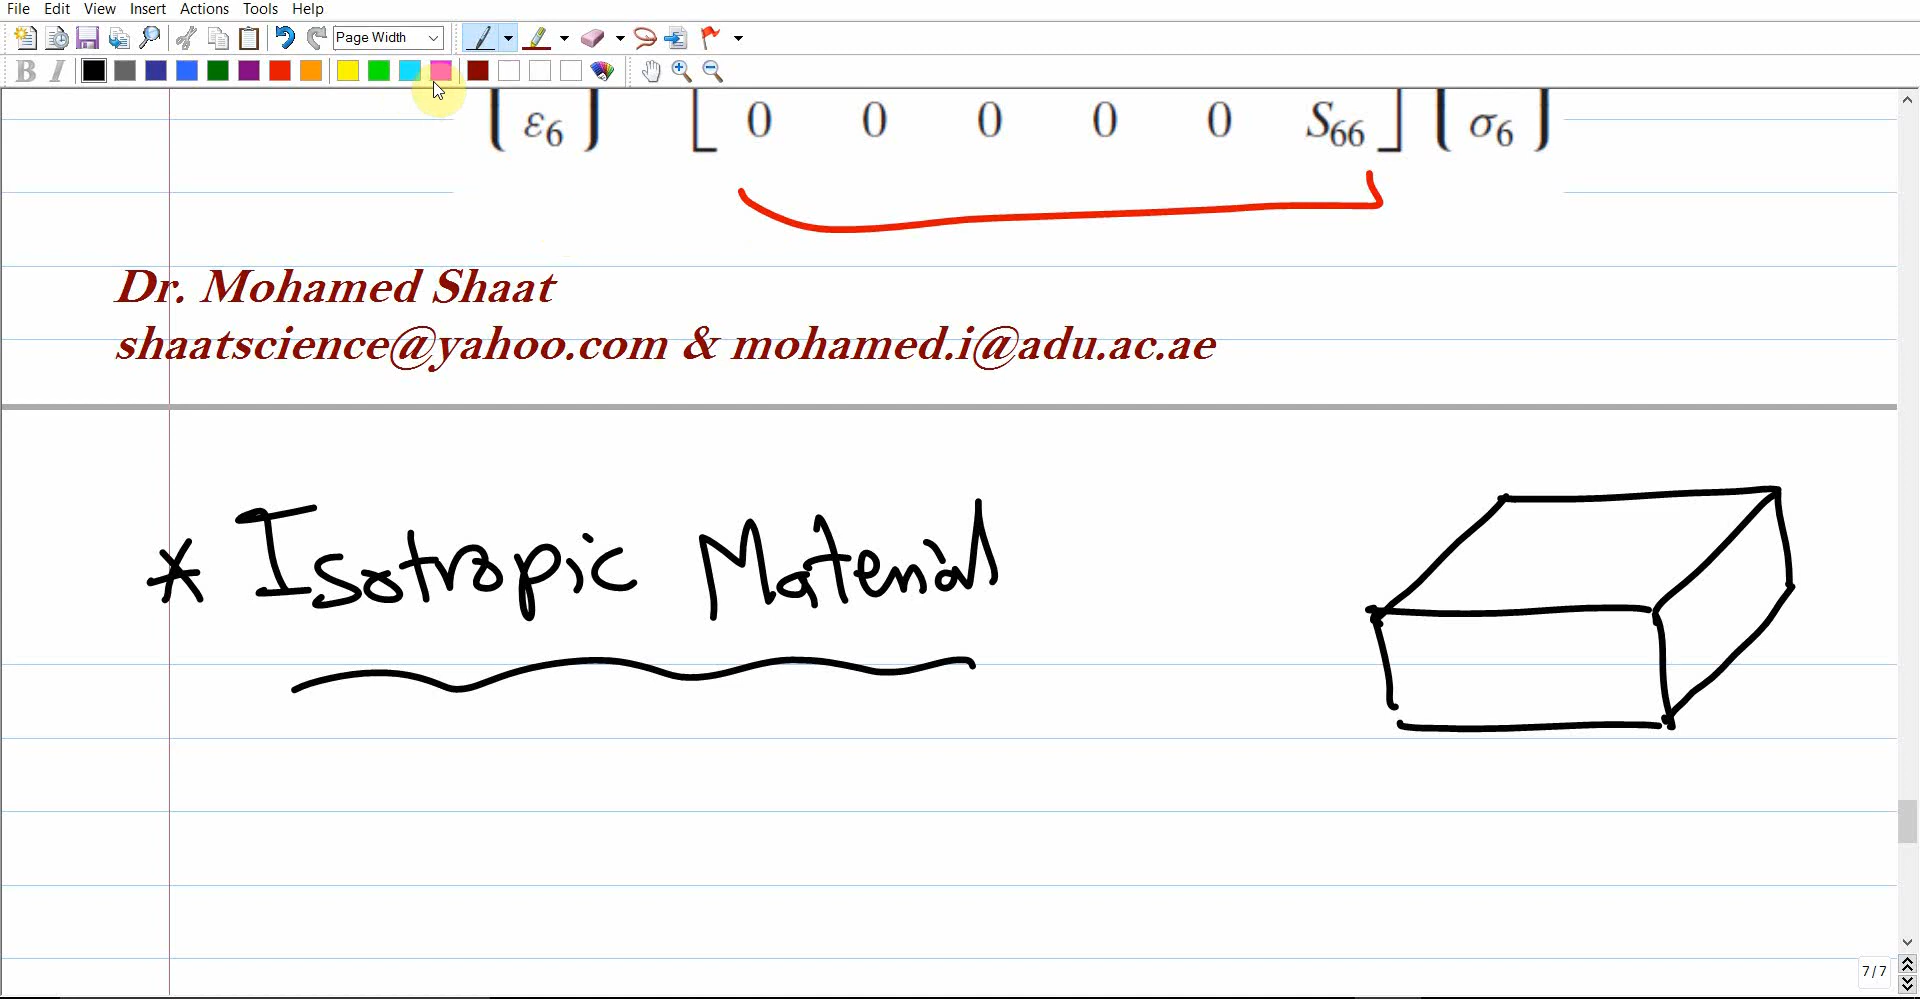 File Edit View Insert Actions Tools Help
Page Width
B I
ε6 0 0 0 0 0 S66 σ6
Dr. Mohamed Shaat
shaatscience@yahoo.com & mohamed.i@adu.ac.ae
* Isotropic Material
7/7